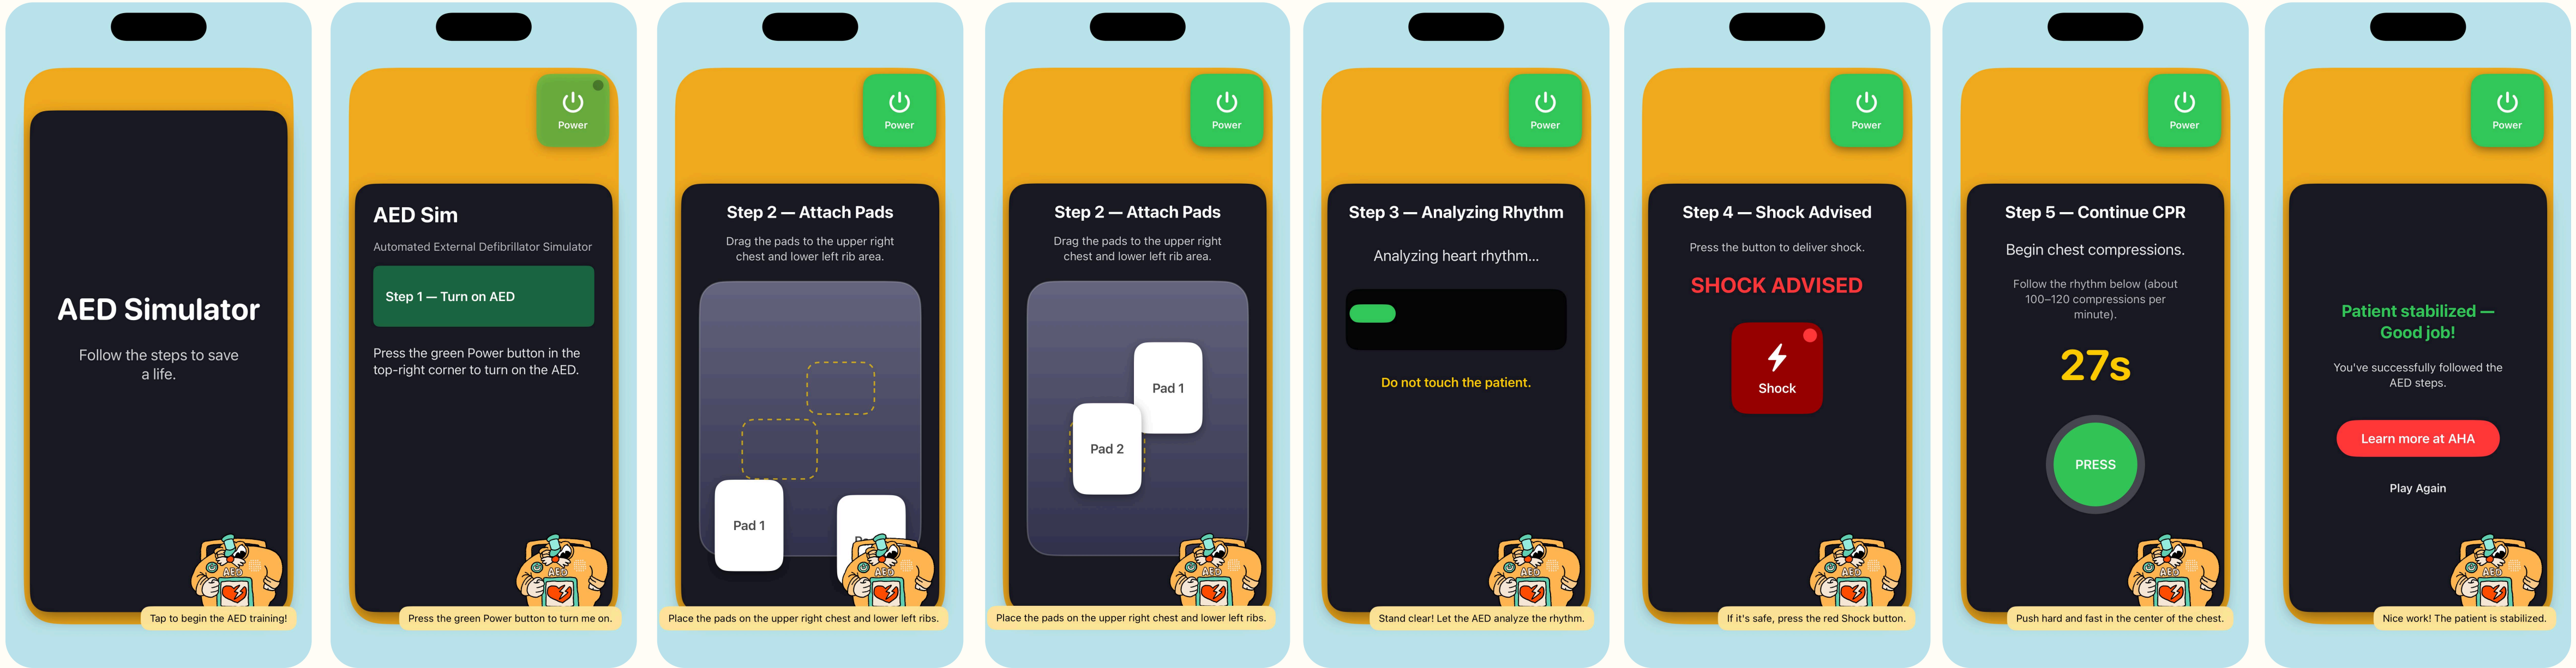 AED Simulator
Follow the steps to save
a life.
AED
Tap to begin the AED training!
Power
AED Sim
Automated External Defibrillator Simulator
Step 1 — Turn on AED
Press the green Power button in the
top-right corner to turn on the AED.
AED
Press the green Power button to turn me on.
Power
Step 2 — Attach Pads
Drag the pads to the upper right
chest and lower left rib area.
Pad 1
AED
Place the pads on the upper right chest and lower left ribs.
Power
Step 2 — Attach Pads
Drag the pads to the upper right
chest and lower left rib area.
Pad 1
Pad 2
AED
Place the pads on the upper right chest and lower left ribs.
Power
Step 3 — Analyzing Rhythm
Analyzing heart rhythm...
Do not touch the patient.
AED
Stand clear! Let the AED analyze the rhythm.
Power
Step 4 — Shock Advised
Press the button to deliver shock.
SHOCK ADVISED
Shock
AED
If it's safe, press the red Shock button.
Power
Step 5 — Continue CPR
Begin chest compressions.
Follow the rhythm below (about
100–120 compressions per
minute).
27s
PRESS
AED
Push hard and fast in the center of the chest.
Power
Patient stabilized —
Good job!
You've successfully followed the
AED steps.
Learn more at AHA
Play Again
AED
Nice work! The patient is stabilized.